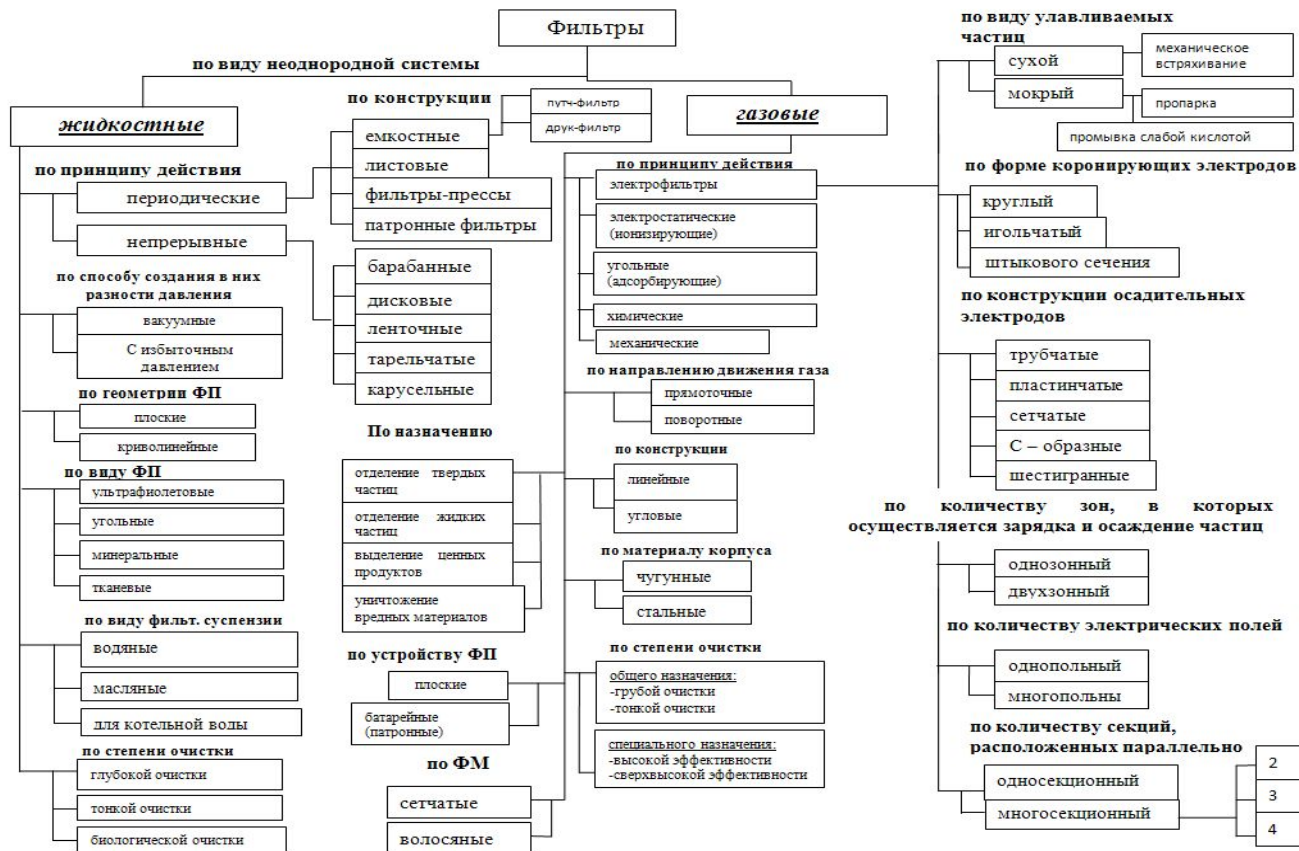 Фильтры
по виду неоднородной системы
жидкостные
по принципу действия
периодические
непрерывные
по способу создания в них
разности давления
вакуумные
С избыточным
давлением
по геометрии ФП
плоские
криволинейные
по виду ФП
ультрафиолетовые
угольные
минеральные
тканевые
по виду фильт. суспензии
водяные
масляные
для котельной воды
по степени очистки
глубокой очистки
тонкой очистки
биологической очистки
по конструкции
емкостные
листовые
фильтры-прессы
патронные фильтры
путч-фильтр
друк-фильтр
барабанные
дисковые
ленточные
тарельчатые
карусельные
газовые
По назначению
отделение твердых
частиц
отделение жидких
частиц
выделение ценных
продуктов
уничтожение
вредных материалов
по устройству ФП
плоские
батарейные
(патронные)
по ФМ
сетчатые
волосяные
по принципу действия
электрофильтры
электростатические
(ионизирующие)
угольные
(адсорбирующие)
химические
механические
по направлению движения газа
прямоточные
поворотные
по конструкции
линейные
угловые
по материалу корпуса
чугунные
стальные
по степени очистки
общего назначения:
-грубой очистки
-тонкой очистки
специального назначения:
-высокой эффективности
-сверхвысокой эффективности
по виду улавливаемых
частиц
сухой
механическое
встряхивание
мокрый
пропарка
промывка слабой кислотой
по форме коронирующих электродов
круглый
игольчатый
штыкового сечения
по конструкции осадительных
электродов
трубчатые
пластинчатые
сетчатые
С – образные
шестигранные
по количеству зон, в которых
осуществляется зарядка и осаждение частиц
однозонный
двухзонный
по количеству электрических полей
однопольный
многопольны
по количеству секций,
расположенных параллельно
односекционный
многосекционный
2
3
4